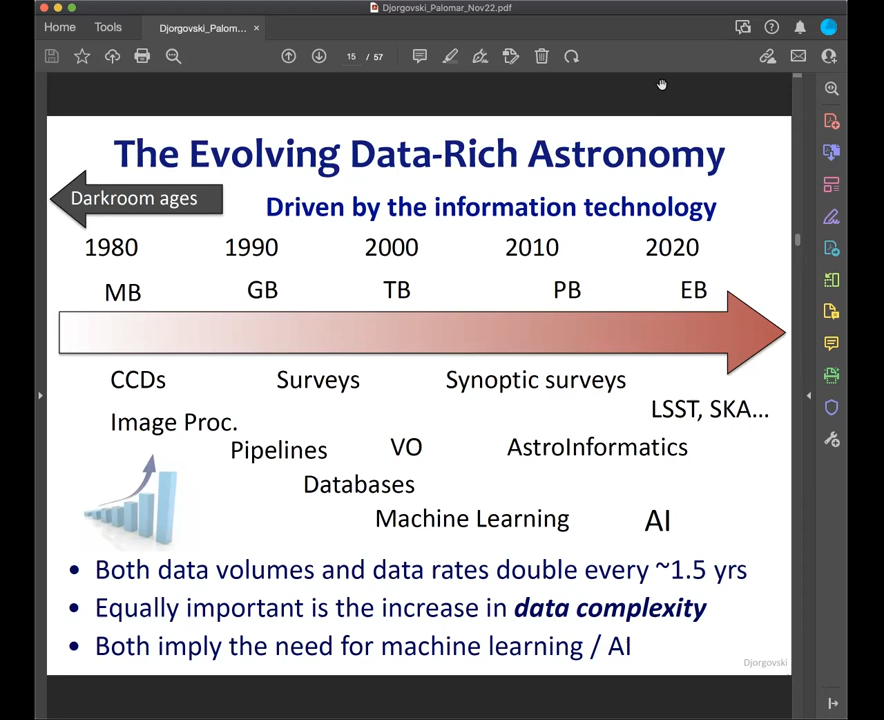 Djorgovski_Palomar_Nov22.pdf
Home Tools Djorgovski_Palom... ×
15 / 57
The Evolving Data-Rich Astronomy
Darkroom ages
Driven by the information technology
1980 1990 2000 2010 2020
MB GB TB PB EB
CCDs Surveys Synoptic surveys
LSST, SKA...
Image Proc.
Pipelines VO AstroInformatics
Databases
Machine Learning AI
• Both data volumes and data rates double every ~1.5 yrs
• Equally important is the increase in data complexity
• Both imply the need for machine learning / AI
Djorgovski